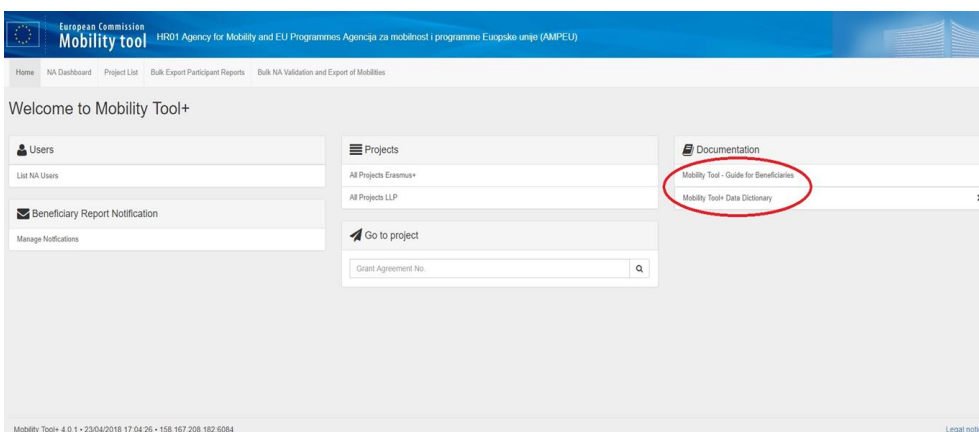 European Commission
Mobility tool HR01 Agency for Mobility and EU Programmes Agencija za mobilnost i programme Euopske unije (AMPEU)
Home NA Dashboard Project List Bulk Export Participant Reports Bulk NA Validation and Export of Mobilities
Welcome to Mobility Tool+
Users
List NA Users
Beneficiary Report Notification
Manage Notfications
Projects
All Projects Erasmus+
All Projects LLP
Go to project
Grant Agreement No.
Documentation
Mobility Tool - Guide for Beneficiaries
Mobility Tool+ Data Dictionary
Mobility Tool+ 4.0.1 • 23/04/2018 17:04:26 • 158.167.208.182:6084
Legal